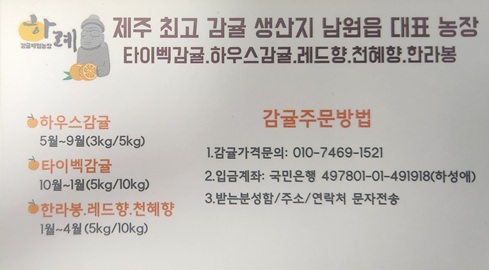 하례
감귤체험농장
제주 최고 감귤 생산지 남원읍 대표 농장
타이벡감귤.하우스감귤.레드향.천혜향.한라봉
하우스감귤
5월~9월(3kg/5kg)
타이벡감귤
10월~1월(5kg/10kg)
한라봉.레드향.천혜향
1월~4월(5kg/10kg)
감귤주문방법
1.감귤가격문의: 010-7469-1521
2.입금계좌: 국민은행 497801-01-491918(하성애)
3.받는분성함/주소/연락처 문자전송